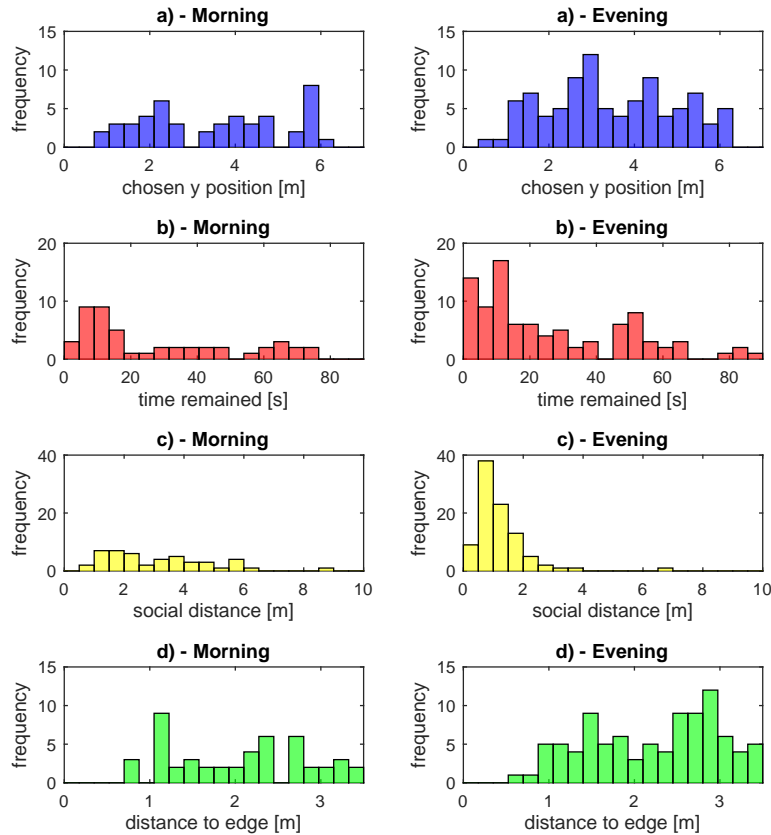 a) - Morning
15
10
5
0
frequency
0 2 4 6
chosen y position [m]
a) - Evening
15
10
5
0
frequency
0 2 4 6
chosen y position [m]
b) - Morning
20
10
0
frequency
0 20 40 60 80
time remained [s]
b) - Evening
20
10
0
frequency
0 20 40 60 80
time remained [s]
c) - Morning
40
20
0
frequency
0 2 4 6 8 10
social distance [m]
c) - Evening
40
20
0
frequency
0 2 4 6 8 10
social distance [m]
d) - Morning
15
10
5
0
frequency
0 1 2 3
distance to edge [m]
d) - Evening
15
10
5
0
frequency
0 1 2 3
distance to edge [m]